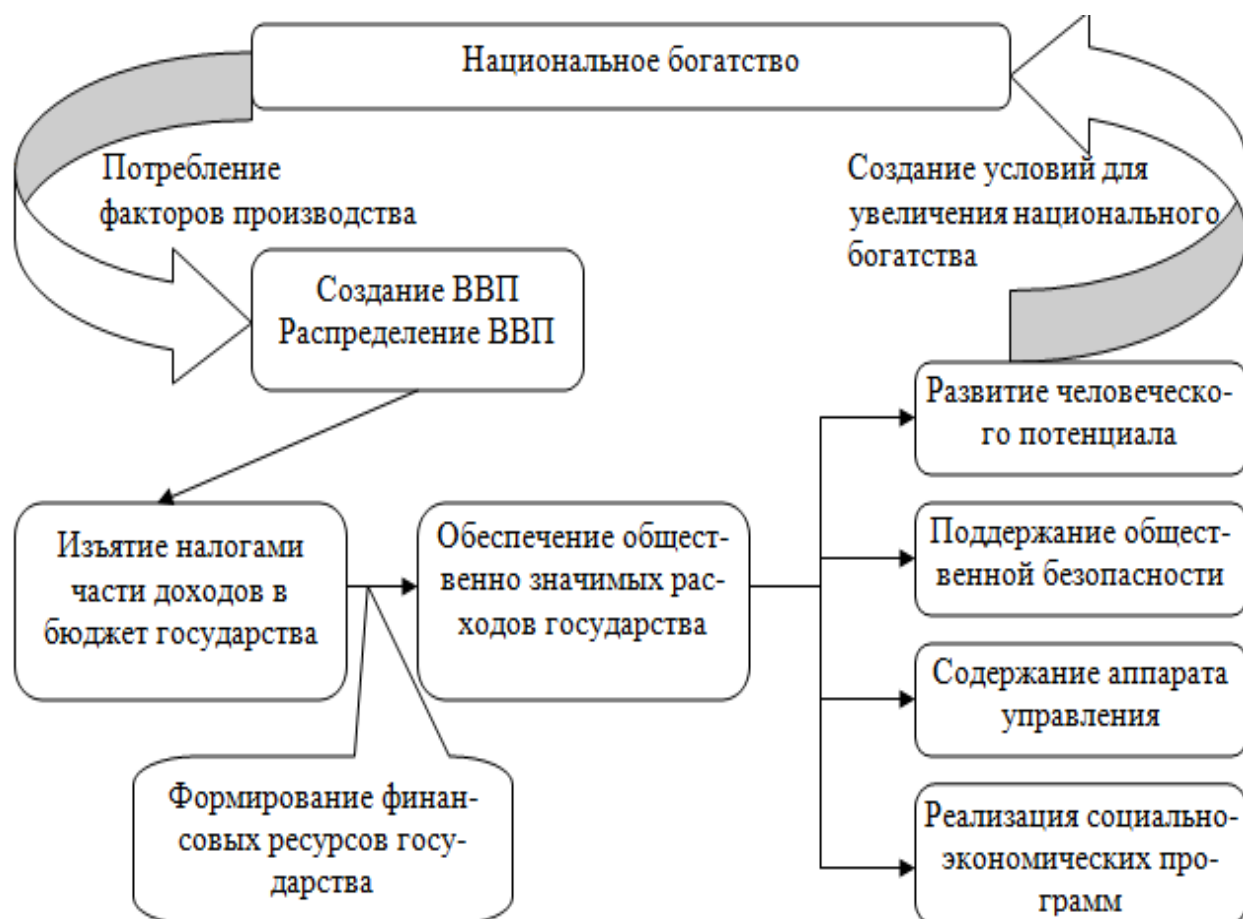 Национальное богатство
Потребление
факторов производства
Создание условий для
увеличения национального
богатства
Создание ВВП
Распределение ВВП
Развитие человеческо-
го потенциала
Изъятие налогами
части доходов в
бюджет государства
Обеспечение общест-
венно значимых рас-
ходов государства
Поддержание общест-
венной безопасности
Содержание аппарата
управления
Формирование финан-
совых ресурсов госу-
дарства
Реализация социально-
экономических про-
грамм